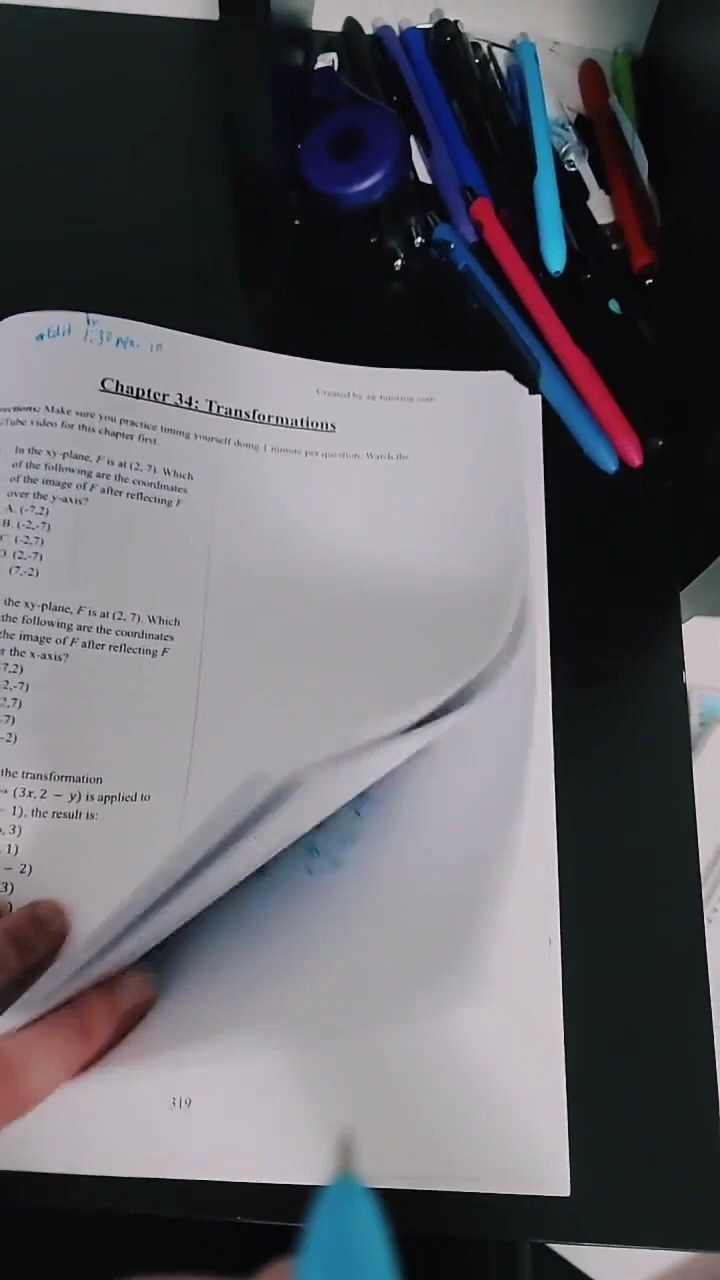 Created by
Chapter 34: Transformations
Make sure you practice timing yourself doing 1 minute per question. Watch the
Tube video for this chapter first
In the xy-plane, F is at (2, 7). Which
of the following are the coordinates
of the image of F after reflecting F
over the y-axis?
A. (-7,2)
B. (-2,-7)
C. (-2,7)
D. (2,-7)
(7,-2)
the xy-plane, F is at (2, 7). Which
the following are the coordinates
the image of F after reflecting F
the x-axis?
7,2)
2,-7)
2,7)
-7)
-2)
the transformation
→ (3x, 2 − y) is applied to
− 1), the result is:
, 3)
1)
− 2)
3)
)
319